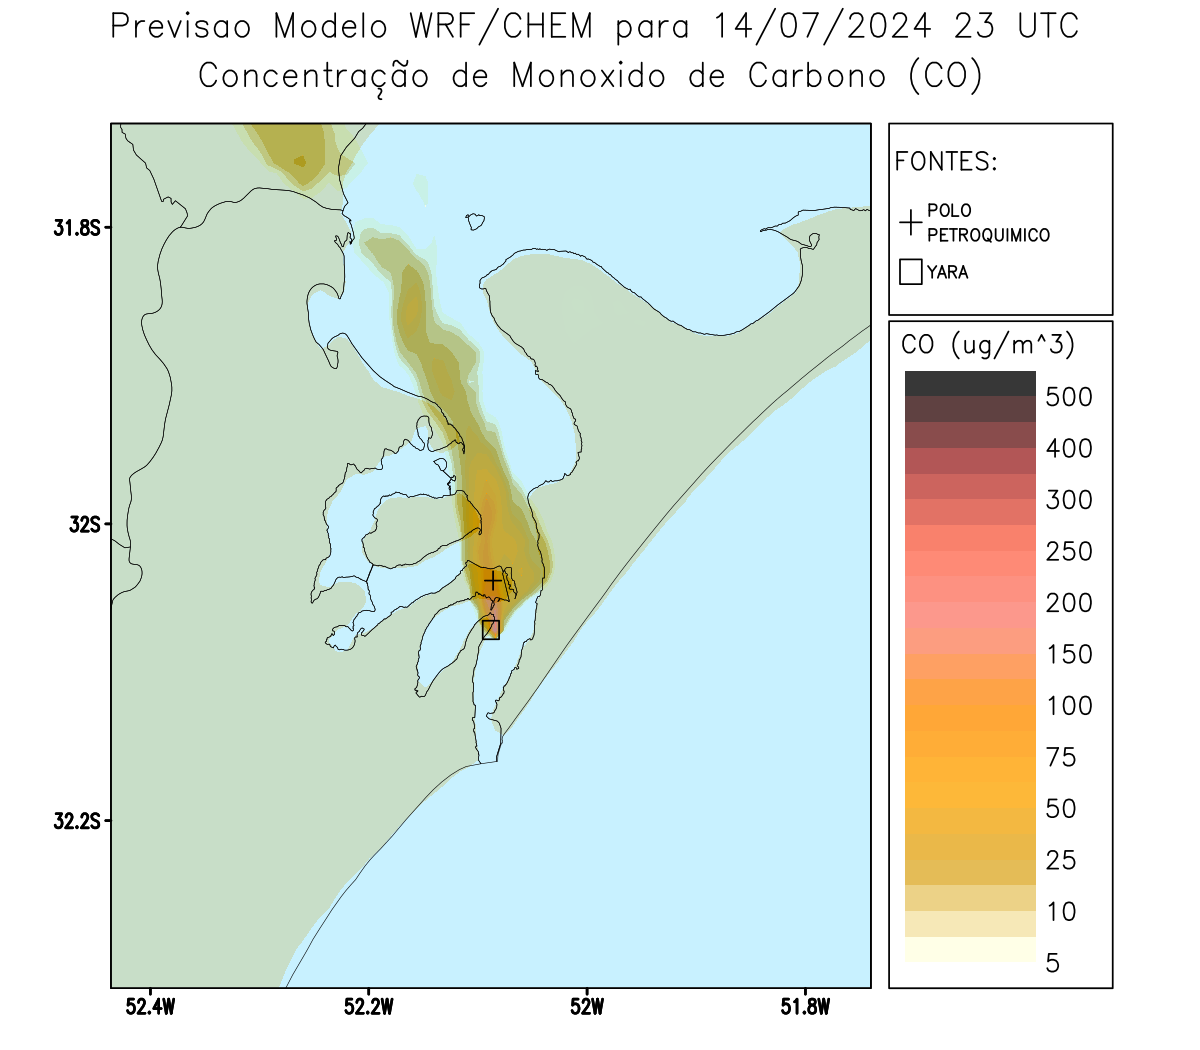 Previsao Modelo WRF/CHEM para 14/07/2024 23 UTC
Concentração de Monoxido de Carbono (CO)
FONTES:
POLO
PETROQUIMICO
YARA
CO (ug/m^3)
500
400
300
250
200
150
100
75
50
25
10
5
31.8S
32S
32.2S
52.4W
52.2W
52W
51.8W